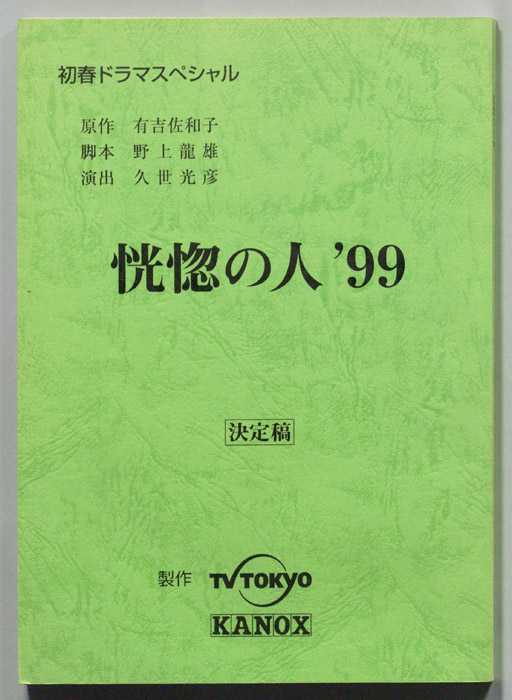 初春ドラマスペシャル
原作 有吉佐和子
脚本 野上龍雄
演出 久世光彦
恍惚の人 ’99
決定稿
製作 TV TOKYO
KANOX